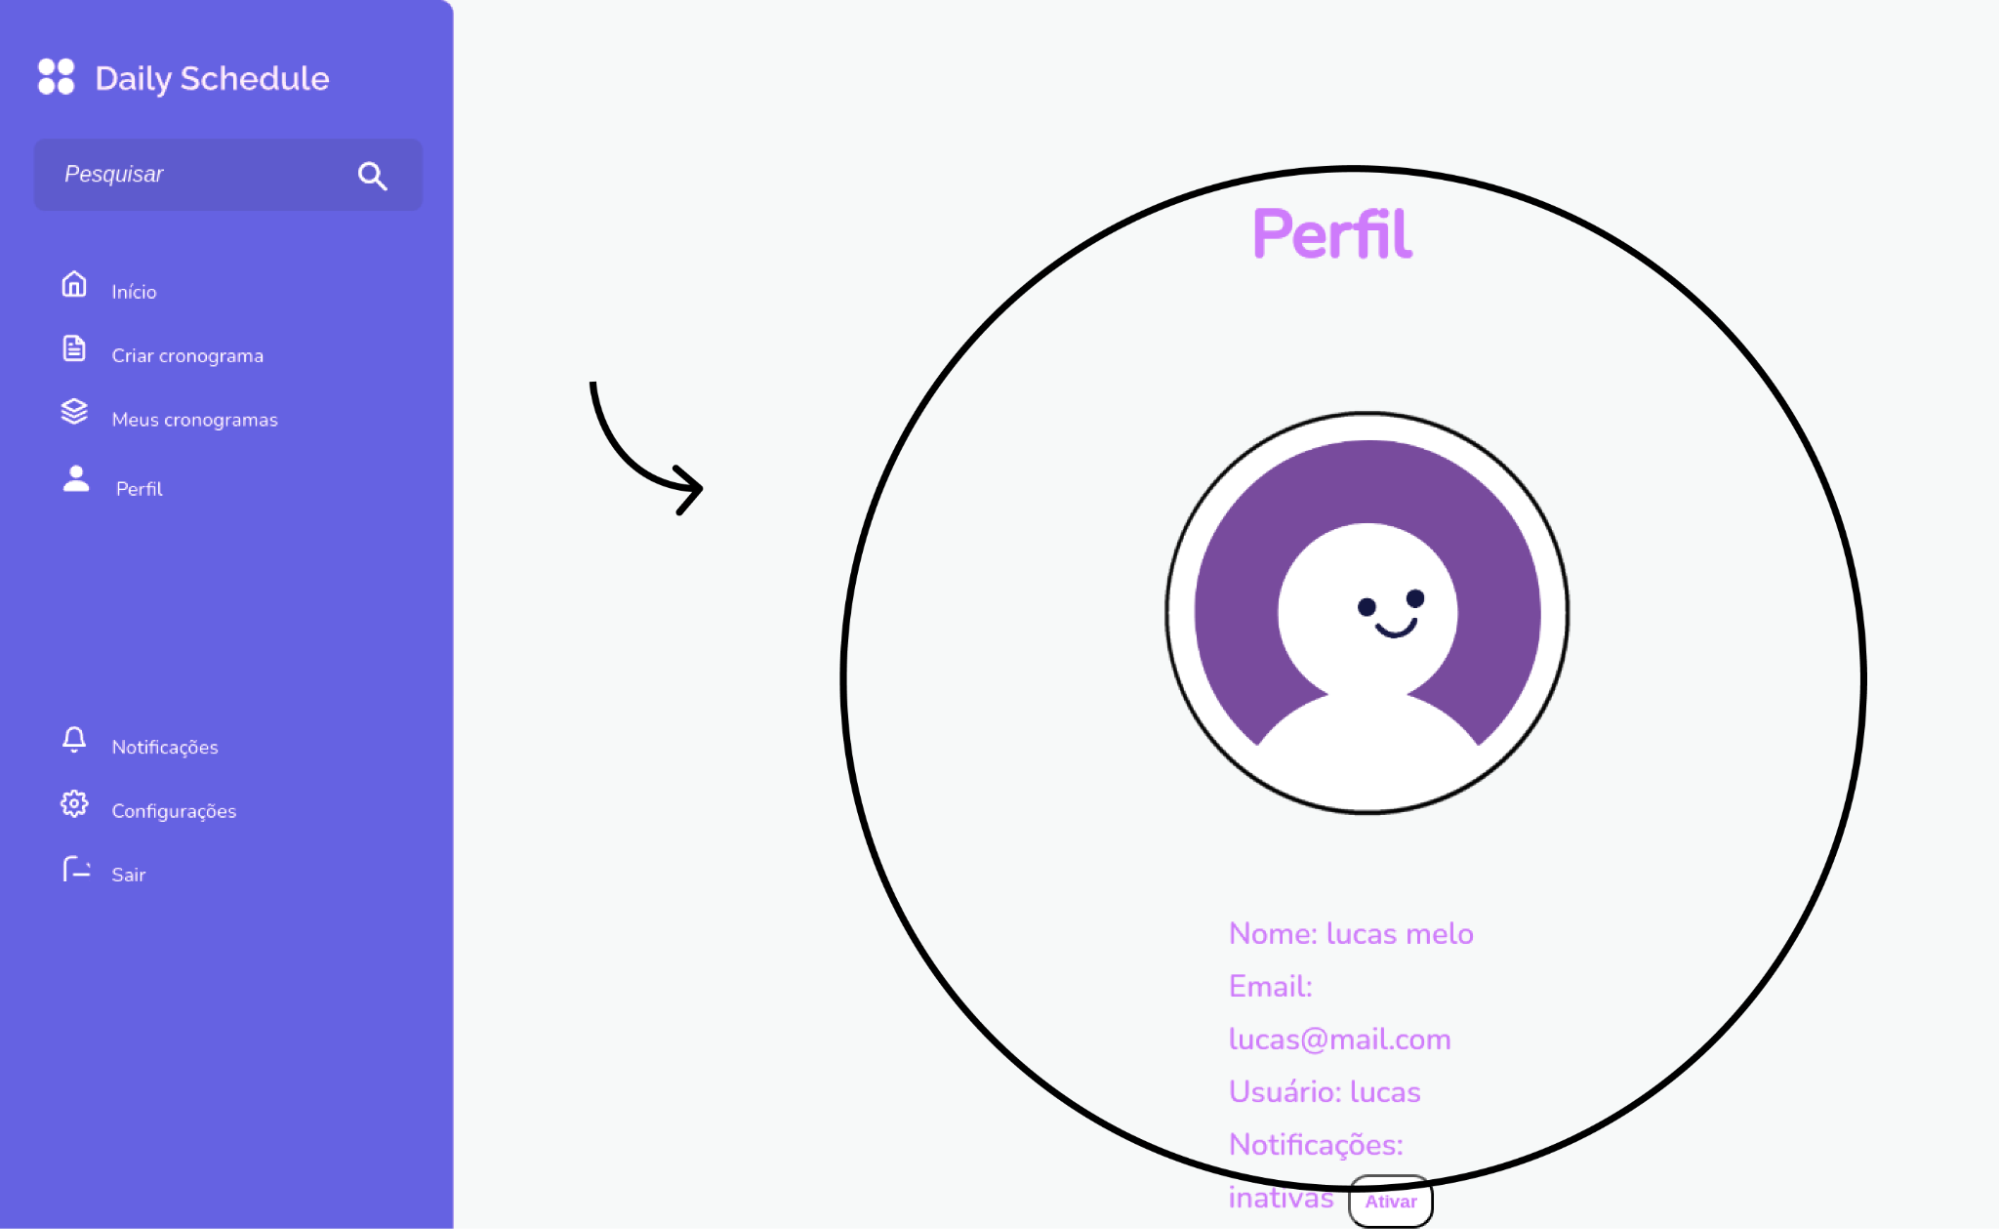 Daily Schedule
Pesquisar
Início
Criar cronograma
Meus cronogramas
Perfil
Notificações
Configurações
Sair
Perfil
Nome: lucas melo
Email:
lucas@mail.com
Usuário: lucas
Notificações:
inativas Ativar